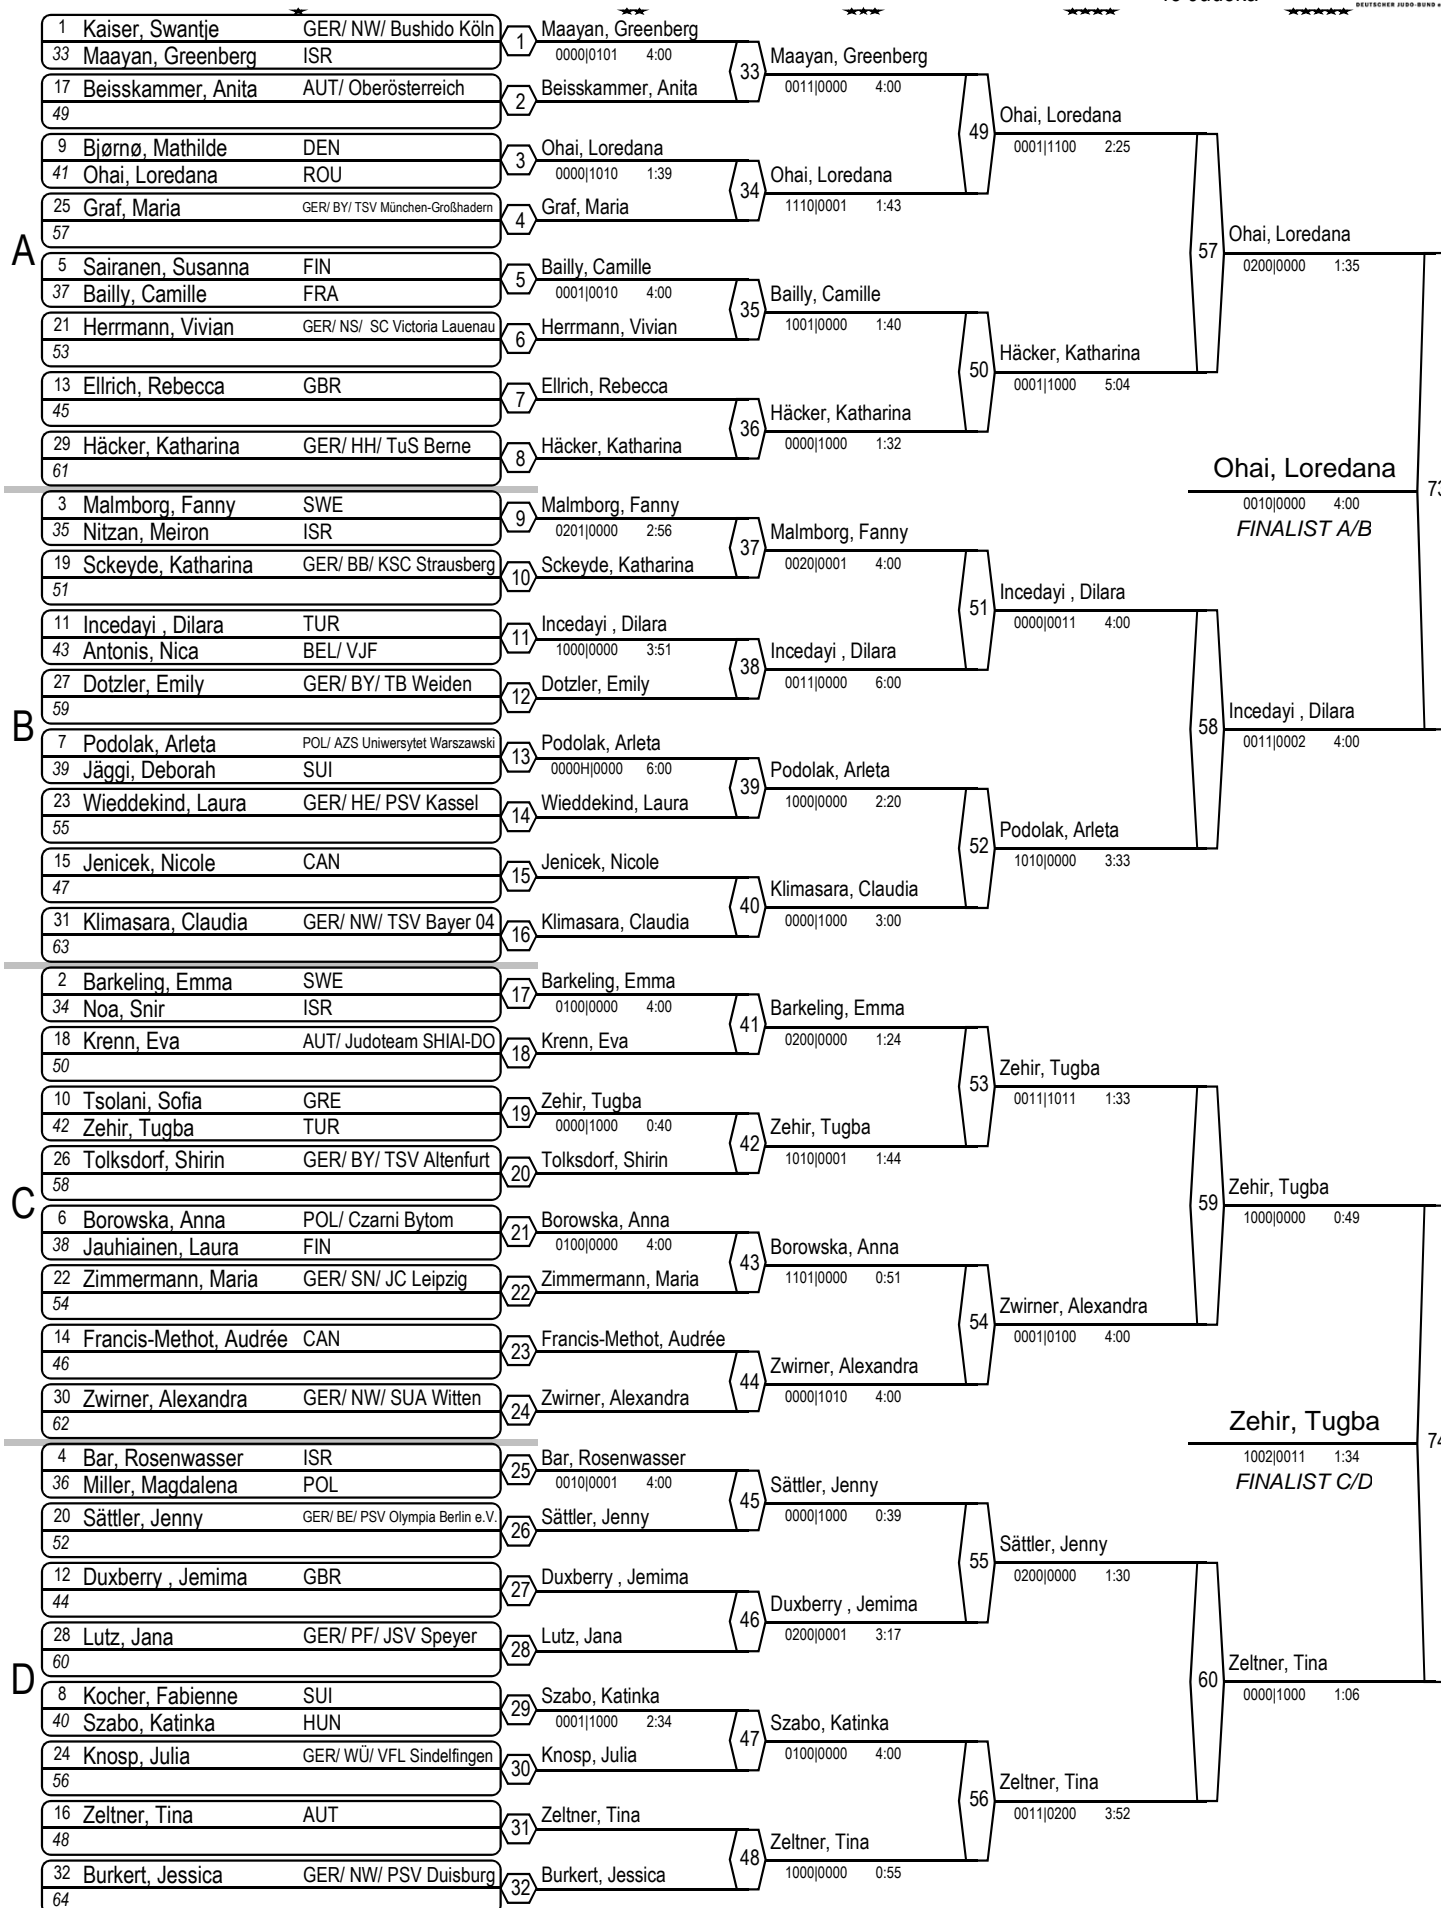 DEUTSCHER JUDO-BUND e
1 Kaiser, Swantje GER/ NW/ Bushido Köln
33 Maayan, Greenberg ISR
1
Maayan, Greenberg
0000|0101 4:00
17 Beisskammer, Anita AUT/ Oberösterreich
49
2
Beisskammer, Anita
33
Maayan, Greenberg
0011|0000 4:00
9 Bjørnø, Mathilde DEN
41 Ohai, Loredana ROU
3
Ohai, Loredana
0000|1010 1:39
25 Graf, Maria GER/ BY/ TSV München-Großhadern
57
4
Graf, Maria
34
Ohai, Loredana
1110|0001 1:43
49
Ohai, Loredana
0001|1100 2:25
A
5 Sairanen, Susanna FIN
37 Bailly, Camille FRA
5
Bailly, Camille
0001|0010 4:00
21 Herrmann, Vivian GER/ NS/ SC Victoria Lauenau
53
6
Herrmann, Vivian
35
Bailly, Camille
1001|0000 1:40
13 Ellrich, Rebecca GBR
45
7
Ellrich, Rebecca
29 Häcker, Katharina GER/ HH/ TuS Berne
61
8
Häcker, Katharina
36
Häcker, Katharina
0000|1000 1:32
50
Häcker, Katharina
0001|1000 5:04
57
Ohai, Loredana
0200|0000 1:35
Ohai, Loredana
0010|0000 4:00
FINALIST A/B
3 Malmborg, Fanny SWE
35 Nitzan, Meiron ISR
9
Malmborg, Fanny
0201|0000 2:56
19 Sckeyde, Katharina GER/ BB/ KSC Strausberg
51
10
Sckeyde, Katharina
37
Malmborg, Fanny
0020|0001 4:00
11 Incedayi , Dilara TUR
43 Antonis, Nica BEL/ VJF
11
Incedayi , Dilara
1000|0000 3:51
27 Dotzler, Emily GER/ BY/ TB Weiden
59
12
Dotzler, Emily
38
Incedayi , Dilara
0011|0000 6:00
51
Incedayi , Dilara
0000|0011 4:00
B
7 Podolak, Arleta POL/ AZS Uniwersytet Warszawski
39 Jäggi, Deborah SUI
13
Podolak, Arleta
0000H|0000 6:00
23 Wieddekind, Laura GER/ HE/ PSV Kassel
55
14
Wieddekind, Laura
39
Podolak, Arleta
1000|0000 2:20
15 Jenicek, Nicole CAN
47
15
Jenicek, Nicole
31 Klimasara, Claudia GER/ NW/ TSV Bayer 04
63
16
Klimasara, Claudia
40
Klimasara, Claudia
0000|1000 3:00
52
Podolak, Arleta
1010|0000 3:33
58
Incedayi , Dilara
0011|0002 4:00
2 Barkeling, Emma SWE
34 Noa, Snir ISR
17
Barkeling, Emma
0100|0000 4:00
18 Krenn, Eva AUT/ Judoteam SHIAI-DO
50
18
Krenn, Eva
41
Barkeling, Emma
0200|0000 1:24
10 Tsolani, Sofia GRE
42 Zehir, Tugba TUR
19
Zehir, Tugba
0000|1000 0:40
26 Tolksdorf, Shirin GER/ BY/ TSV Altenfurt
58
20
Tolksdorf, Shirin
42
Zehir, Tugba
1010|0001 1:44
53
Zehir, Tugba
0011|1011 1:33
C
6 Borowska, Anna POL/ Czarni Bytom
38 Jauhiainen, Laura FIN
21
Borowska, Anna
0100|0000 4:00
22 Zimmermann, Maria GER/ SN/ JC Leipzig
54
22
Zimmermann, Maria
43
Borowska, Anna
1101|0000 0:51
14 Francis-Methot, Audrée CAN
46
23
Francis-Methot, Audrée
30 Zwirner, Alexandra GER/ NW/ SUA Witten
62
24
Zwirner, Alexandra
44
Zwirner, Alexandra
0000|1010 4:00
54
Zwirner, Alexandra
0001|0100 4:00
59
Zehir, Tugba
1000|0000 0:49
Zehir, Tugba
1002|0011 1:34
FINALIST C/D
4 Bar, Rosenwasser ISR
36 Miller, Magdalena POL
25
Bar, Rosenwasser
0010|0001 4:00
20 Sättler, Jenny GER/ BE/ PSV Olympia Berlin e.V.
52
26
Sättler, Jenny
45
Sättler, Jenny
0000|1000 0:39
12 Duxberry , Jemima GBR
44
27
Duxberry , Jemima
28 Lutz, Jana GER/ PF/ JSV Speyer
60
28
Lutz, Jana
46
Duxberry , Jemima
0200|0001 3:17
55
Sättler, Jenny
0200|0000 1:30
D
8 Kocher, Fabienne SUI
40 Szabo, Katinka HUN
29
Szabo, Katinka
0001|1000 2:34
24 Knosp, Julia GER/ WÜ/ VFL Sindelfingen
56
30
Knosp, Julia
47
Szabo, Katinka
0100|0000 4:00
16 Zeltner, Tina AUT
48
31
Zeltner, Tina
32 Burkert, Jessica GER/ NW/ PSV Duisburg
64
32
Burkert, Jessica
48
Zeltner, Tina
1000|0000 0:55
56
Zeltner, Tina
0011|0200 3:52
60
Zeltner, Tina
0000|1000 1:06